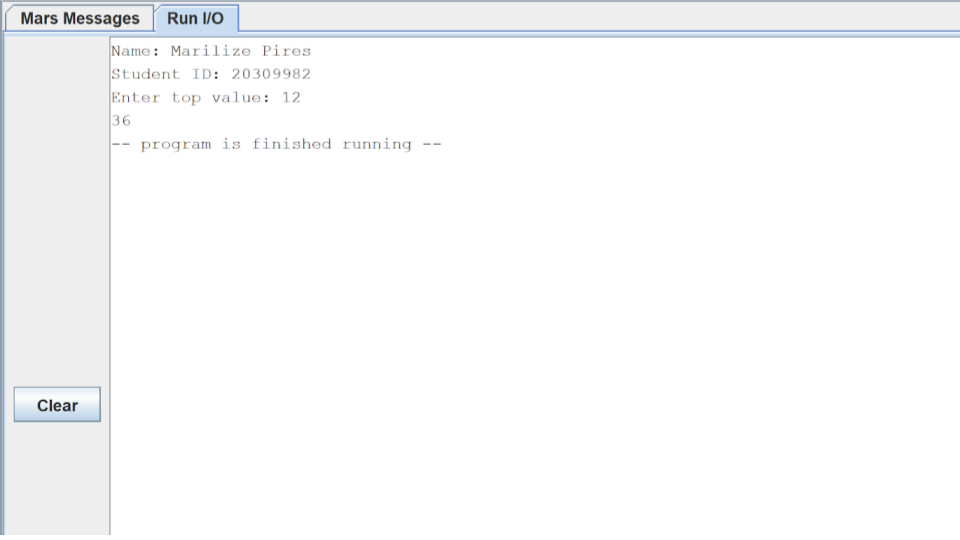 Mars Messages Run I/O
Name: Marilize Pires
Student ID: 20309982
Enter top value: 12
36
-- program is finished running --
Clear